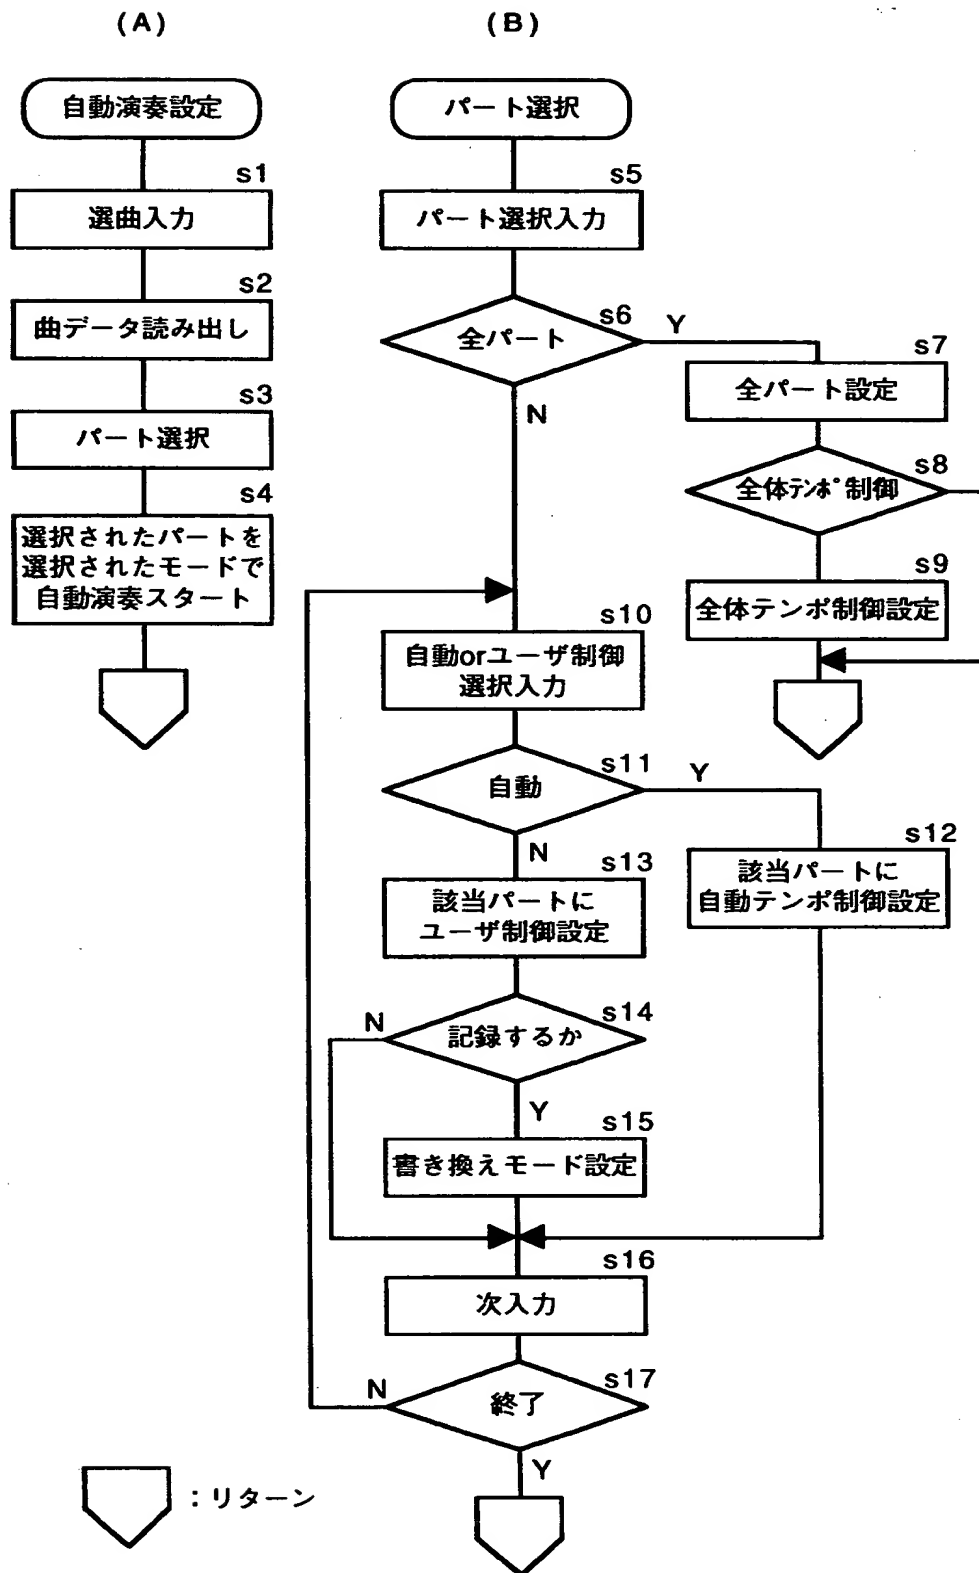 (A)
自動演奏設定
s1
選曲入力
s2
曲データ読み出し
s3
パート選択
s4
選択されたパートを
選択されたモードで
自動演奏スタート
(B)
パート選択
s5
パート選択入力
s6
全パート
Y
N
s7
全パート設定
s8
全体テンポ制御
s9
全体テンポ制御設定
s10
自動orユーザ制御
選択入力
s11
自動
Y
N
s12
該当パートに
自動テンポ制御設定
s13
該当パートに
ユーザ制御設定
s14
記録するか
N
Y
s15
書き換えモード設定
s16
次入力
s17
終了
N
Y
:リターン